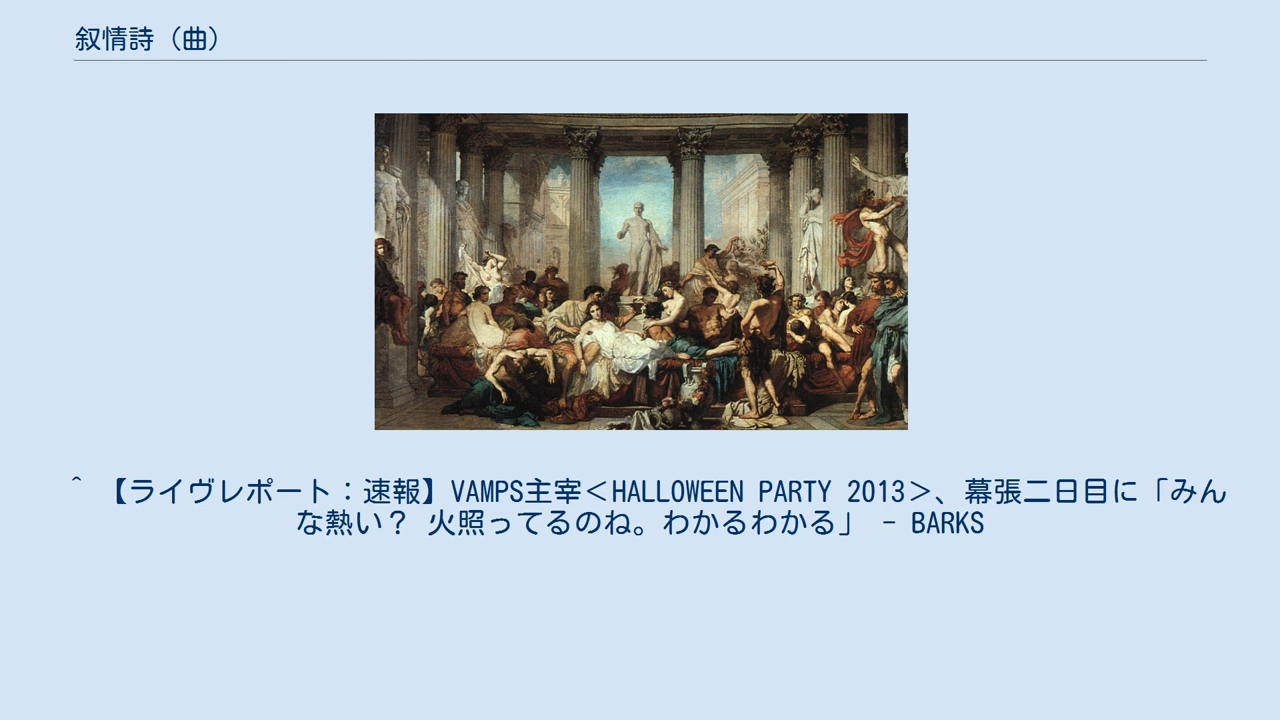 叙情詩（曲）
^ 【ライヴレポート：速報】VAMPS主宰＜HALLOWEEN PARTY 2013＞、幕張二日目に「みん
な熱い？ 火照ってるのね。わかるわかる」 - BARKS